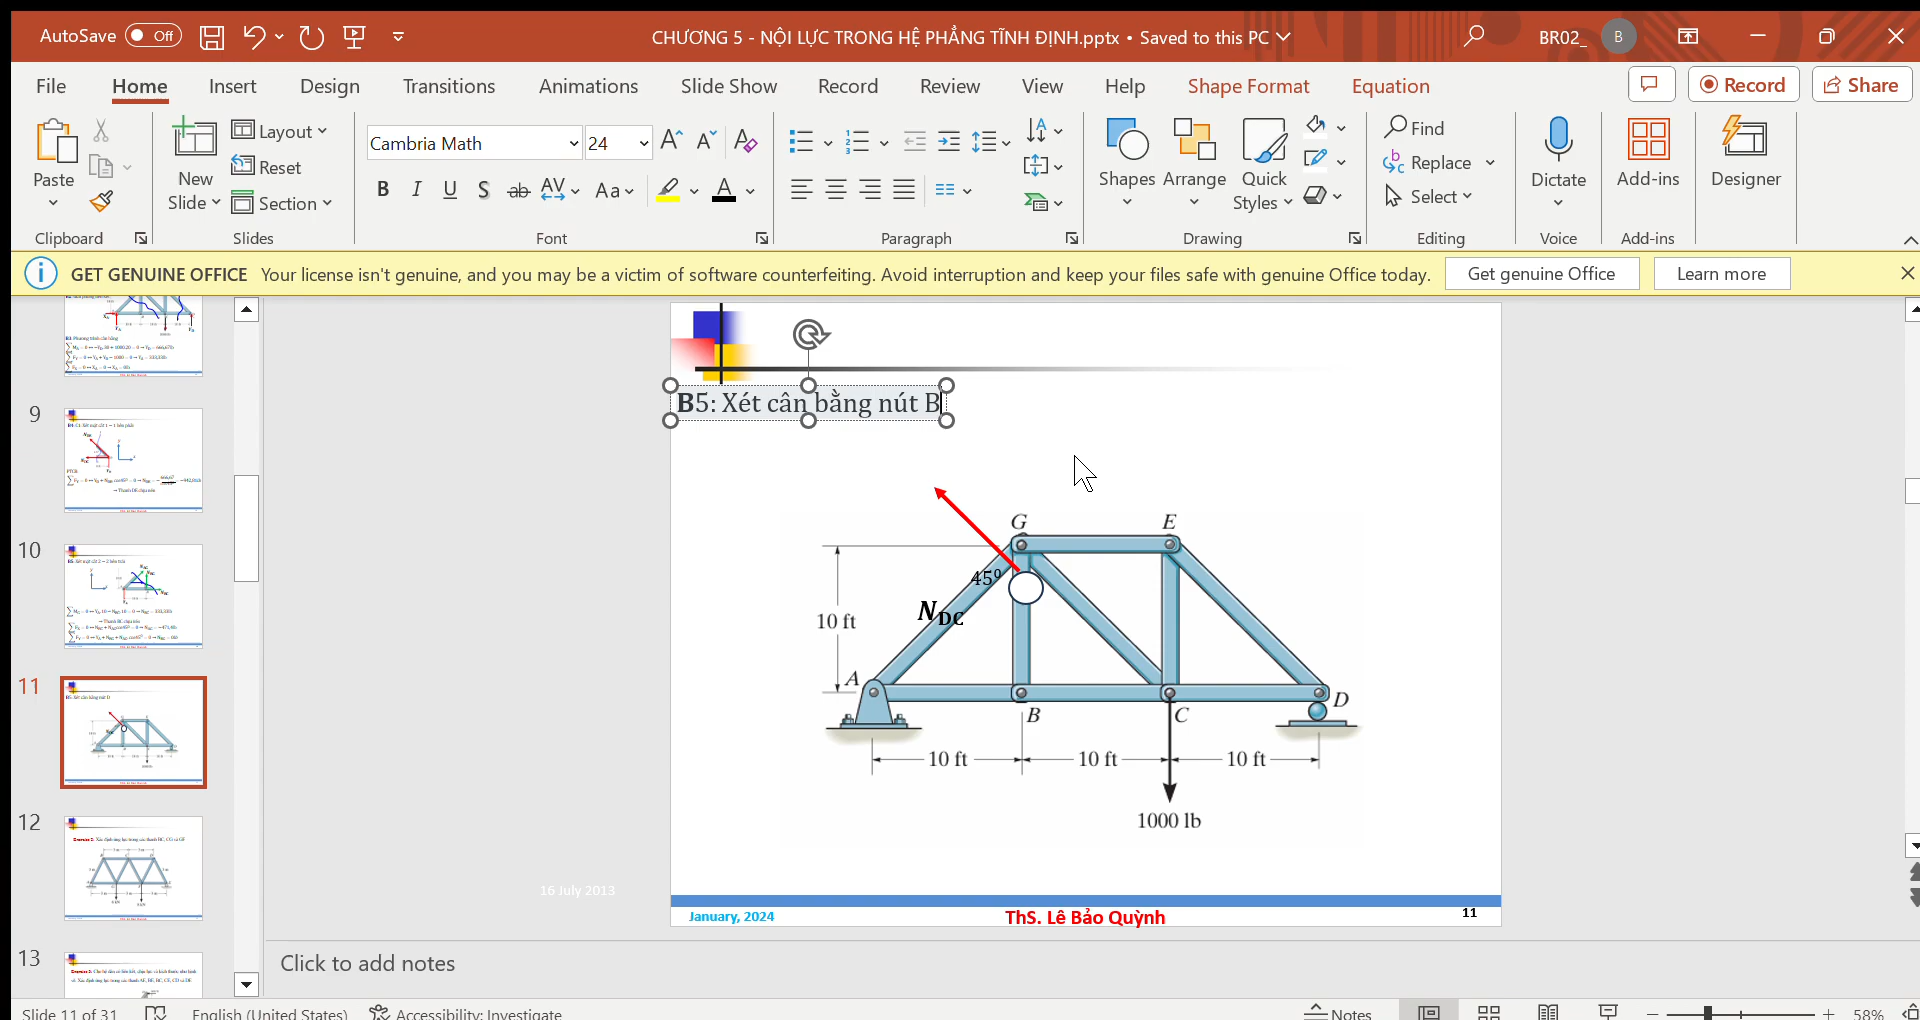 AutoSave Off
CHƯƠNG 5 - NỘI LỰC TRONG HỆ PHẲNG TĨNH ĐỊNH.pptx • Saved to this PC
BR02_ B
File Home Insert Design Transitions Animations Slide Show Record Review View Help Shape Format Equation
Record Share
Paste
New Slide
Layout
Reset
Section
Cambria Math 24
Shapes Arrange Quick Styles
Find
Replace
Select
Dictate
Add-ins
Designer
Clipboard Slides Font Paragraph Drawing Editing Voice Add-ins
GET GENUINE OFFICE Your license isn't genuine, and you may be a victim of software counterfeiting. Avoid interruption and keep your files safe with genuine Office today. Get genuine Office Learn more
9
10
11
12
13
B5: Xét cân bằng nút B
G E
45⁰
10 ft
N_DC
A
B C D
10 ft 10 ft 10 ft
1000 lb
16 July 2013
January, 2024 ThS. Lê Bảo Quỳnh 11
Click to add notes
Slide 11 of 31 English (United States) Accessibility: Investigate Notes 58%